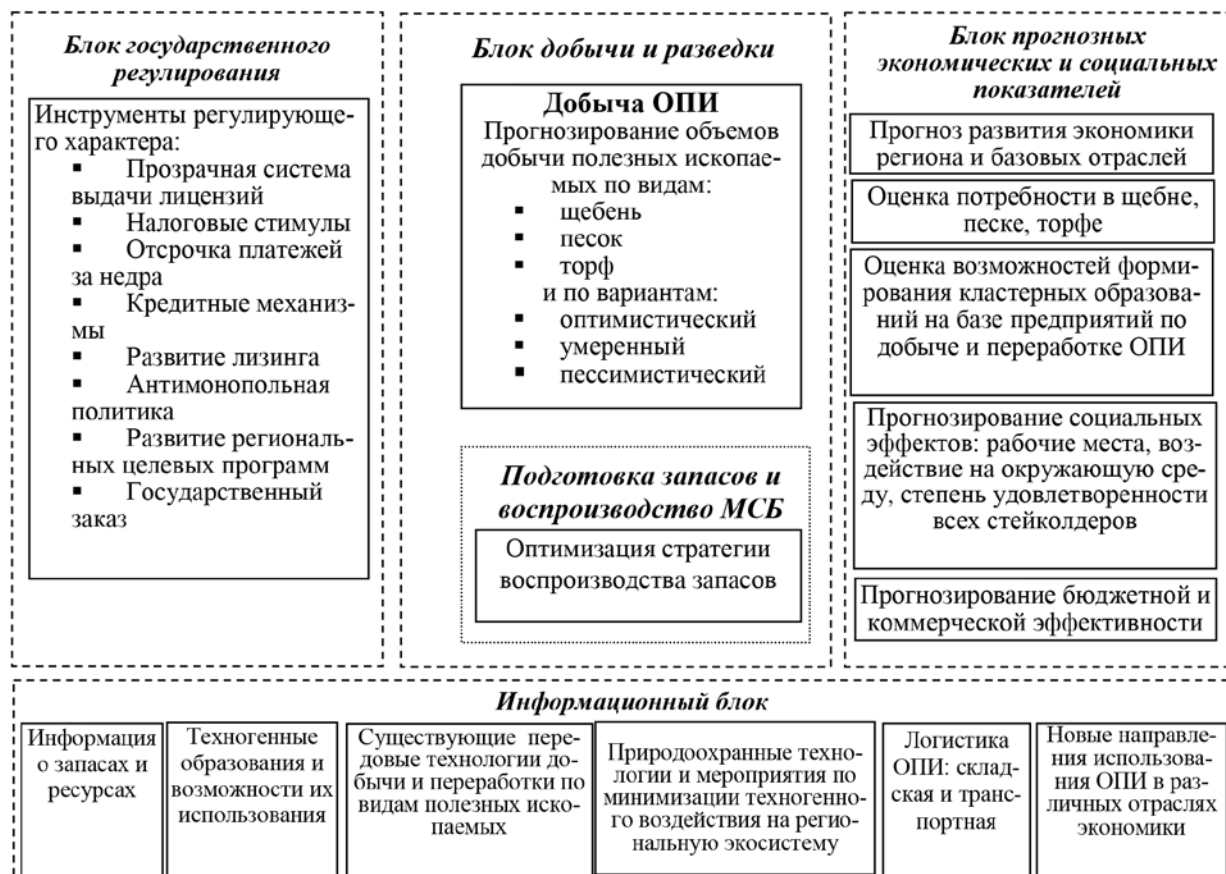 Блок государственного
регулирования
Инструменты регулирующе-
го характера:
▪ Прозрачная система
выдачи лицензий
▪ Налоговые стимулы
▪ Отсрочка платежей
за недра
▪ Кредитные механиз-
мы
▪ Развитие лизинга
▪ Антимонопольная
политика
▪ Развитие региональ-
ных целевых программ
▪ Государственный
заказ
Блок добычи и разведки
Добыча ОПИ
Прогнозирование объемов
добычи полезных ископае-
мых по видам:
▪ щебень
▪ песок
▪ торф
и по вариантам:
▪ оптимистический
▪ умеренный
▪ пессимистический
Подготовка запасов и
воспроизводство МСБ
Оптимизация стратегии
воспроизводства запасов
Блок прогнозных
экономических и социальных
показателей
Прогноз развития экономики
региона и базовых отраслей
Оценка потребности в щебне,
песке, торфе
Оценка возможностей форми-
рования кластерных образова-
ний на базе предприятий по
добыче и переработке ОПИ
Прогнозирование социальных
эффектов: рабочие места, воз-
действие на окружающую сре-
ду, степень удовлетворенности
всех стейколдеров
Прогнозирование бюджетной и
коммерческой эффективности
Информационный блок
Информация
о запасах и
ресурсах
Техногенные
образования и
возможности их
использования
Существующие пере-
довые технологии до-
бычи и переработки по
видам полезных иско-
паемых
Природоохранные техно-
логии и мероприятия по
минимизации техногенно-
го воздействия на регио-
нальную экосистему
Логистика
ОПИ: склад-
ская и транс-
портная
Новые направле-
ния использова-
ния ОПИ в раз-
личных отраслях
экономики